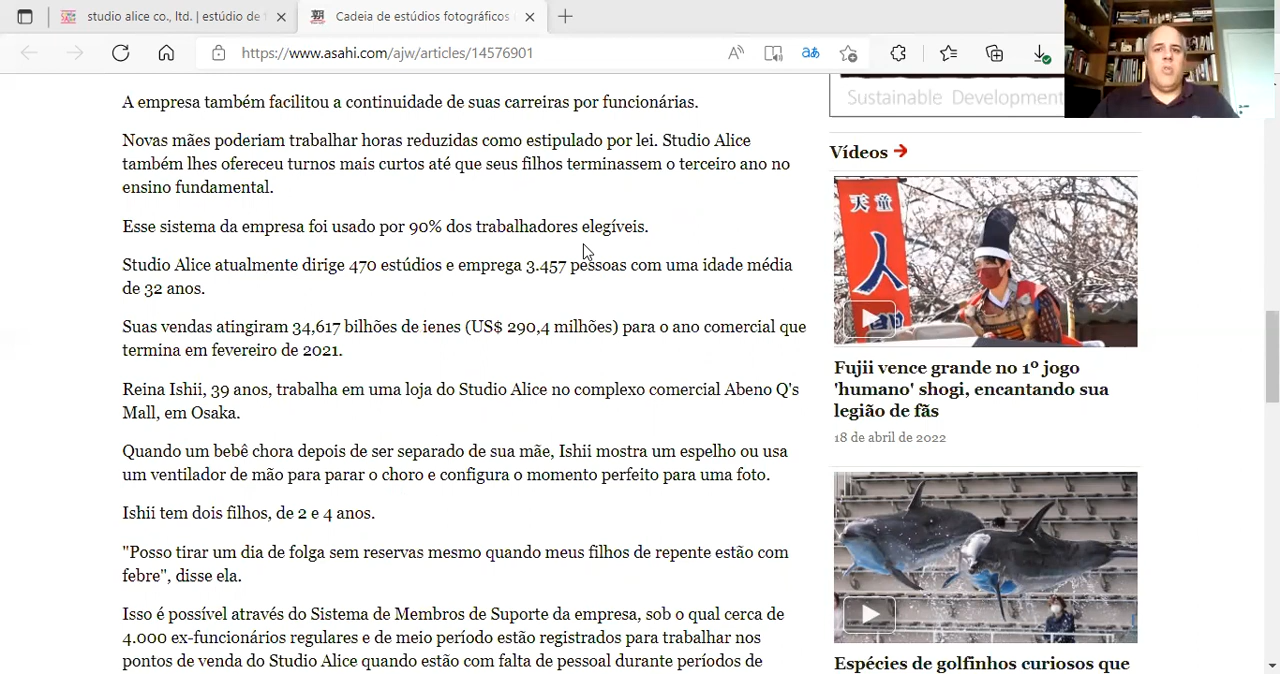 studio alice co., ltd. | estúdio de f
Cadeia de estúdios fotográficos
https://www.asahi.com/ajw/articles/14576901
A empresa também facilitou a continuidade de suas carreiras por funcionárias.
Novas mães poderiam trabalhar horas reduzidas como estipulado por lei. Studio Alice
também lhes ofereceu turnos mais curtos até que seus filhos terminassem o terceiro ano no
ensino fundamental.
Esse sistema da empresa foi usado por 90% dos trabalhadores elegíveis.
Studio Alice atualmente dirige 470 estúdios e emprega 3.457 pessoas com uma idade média
de 32 anos.
Suas vendas atingiram 34,617 bilhões de ienes (US$ 290,4 milhões) para o ano comercial que
termina em fevereiro de 2021.
Reina Ishii, 39 anos, trabalha em uma loja do Studio Alice no complexo comercial Abeno Q's
Mall, em Osaka.
Quando um bebê chora depois de ser separado de sua mãe, Ishii mostra um espelho ou usa
um ventilador de mão para parar o choro e configura o momento perfeito para uma foto.
Ishii tem dois filhos, de 2 e 4 anos.
"Posso tirar um dia de folga sem reservas mesmo quando meus filhos de repente estão com
febre", disse ela.
Isso é possível através do Sistema de Membros de Suporte da empresa, sob o qual cerca de
4.000 ex-funcionários regulares e de meio período estão registrados para trabalhar nos
pontos de venda do Studio Alice quando estão com falta de pessoal durante períodos de
Sustainable Development
Vídeos
天童
人
Fujii vence grande no 1º jogo
'humano' shogi, encantando sua
legião de fãs
18 de abril de 2022
Espécies de golfinhos curiosos que